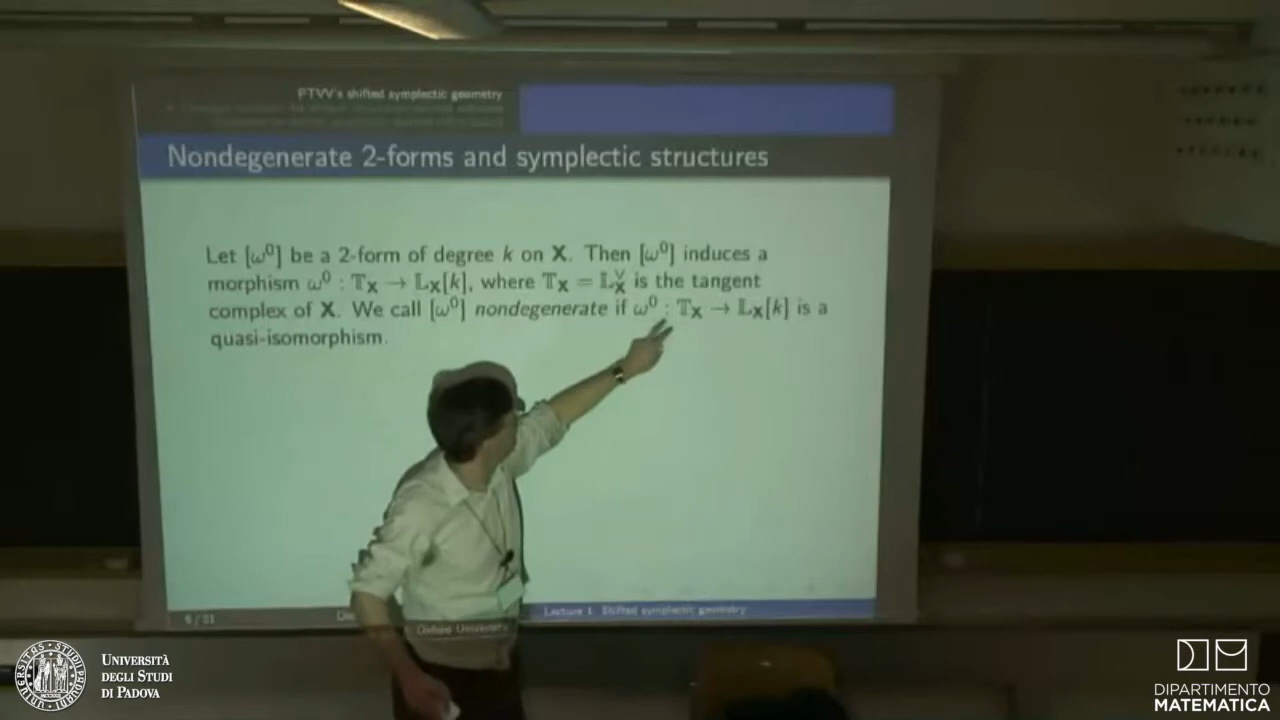 PTVV's shifted symplectic geometry
Nondegenerate 2-forms and symplectic structures
Let [ω⁰] be a 2-form of degree k on X. Then [ω⁰] induces a
morphism ω⁰ : 𝕋_X → 𝕃_X[k], where 𝕋_X = 𝕃_X^∨ is the tangent
complex of X. We call [ω⁰] nondegenerate if ω⁰ : 𝕋_X → 𝕃_X[k] is a
quasi-isomorphism.
Lecture I. Shifted symplectic geometry
Oxford University
UNIVERSITÀ
DEGLI STUDI
DI PADOVA
DIPARTIMENTO
MATEMATICA